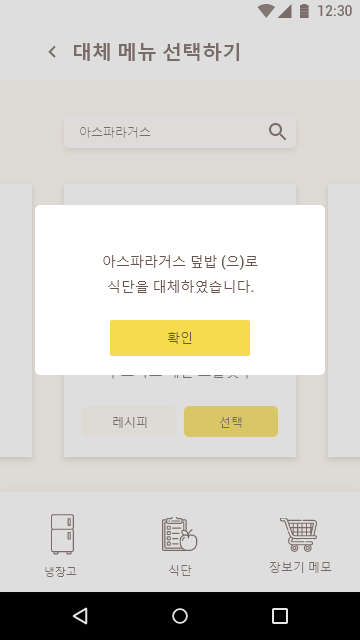 12:30
대체 메뉴 선택하기
아스파라거스
아스파라거스 덮밥 (으)로
식단을 대체하였습니다.
확인
레시피 선택
냉장고 식단 장보기 메모